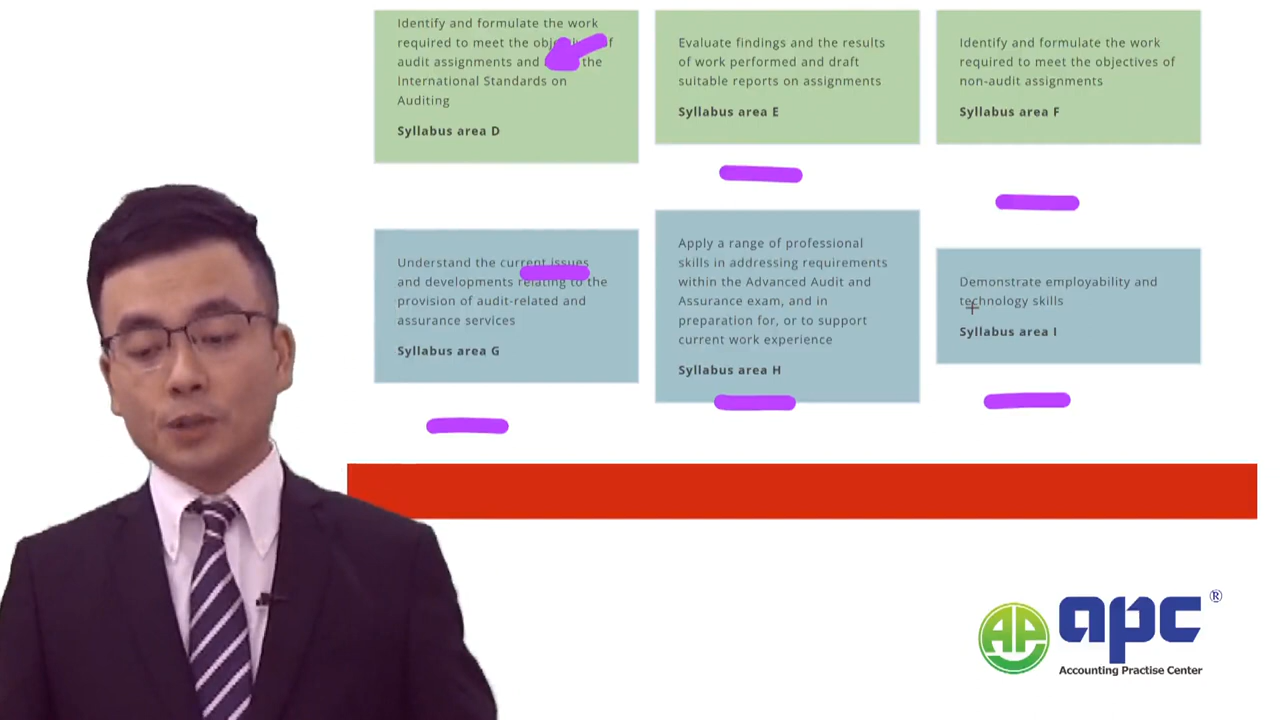 Identify and formulate the work
required to meet the of
audit assignments and the
International Standards on
Auditing
Syllabus area D
Evaluate findings and the results
of work performed and draft
suitable reports on assignments
Syllabus area E
Identify and formulate the work
required to meet the objectives of
non-audit assignments
Syllabus area F
Understand the current issues
and developments relating to the
provision of audit-related and
assurance services
Syllabus area G
Apply a range of professional
skills in addressing requirements
within the Advanced Audit and
Assurance exam, and in
preparation for, or to support
current work experience
Syllabus area H
Demonstrate employability and
technology skills
Syllabus area I
AP
apc®
Accounting Practise Center